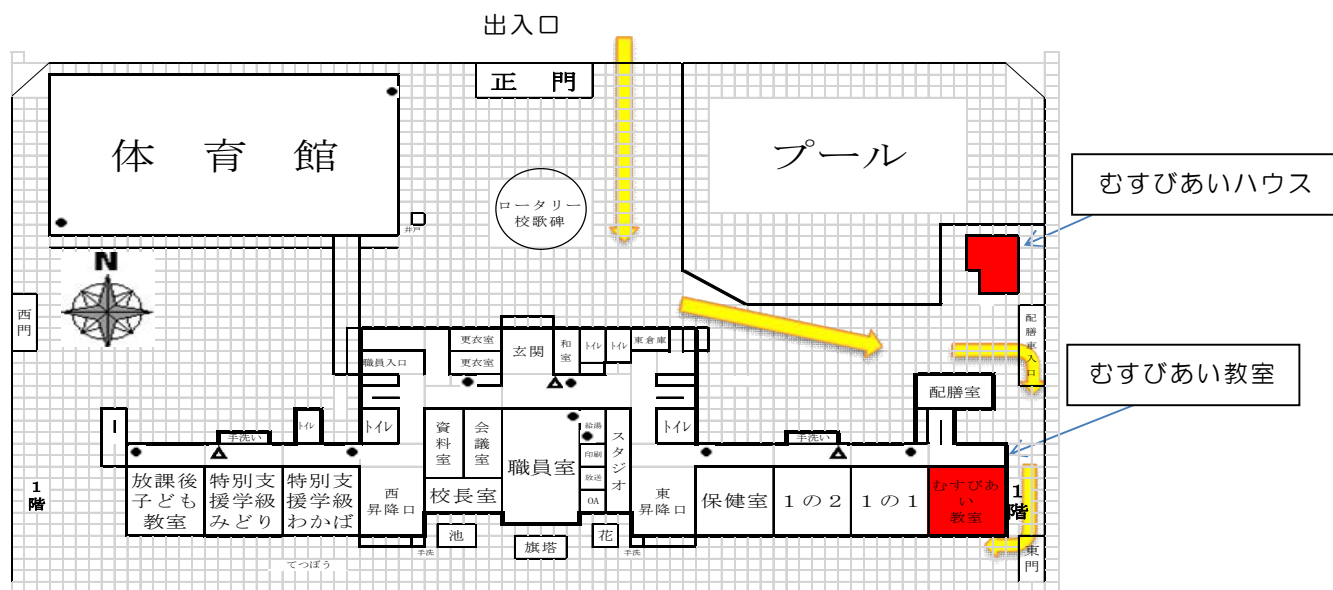 出入口
正 門
体 育 館
プール
むすびあいハウス
ロータリー
校歌碑
井戸
N
西門
配膳車入口
むすびあい教室
職員入口
更衣室
更衣室
玄関
和室
トイレ
トイレ
東倉庫
配膳室
手洗い
トイレ
トイレ
資料室
会議室
職員室
給湯
印刷
放送
OA
スタジオ
トイレ
手洗い
1階
放課後
子ども
教室
特別支
援学級
みどり
特別支
援学級
わかば
西
昇降口
校長室
東
昇降口
保健室
1の2
1の1
むすびあ
い
教室
1階
池
旗塔
花
手洗
手洗
東門
てつぼう